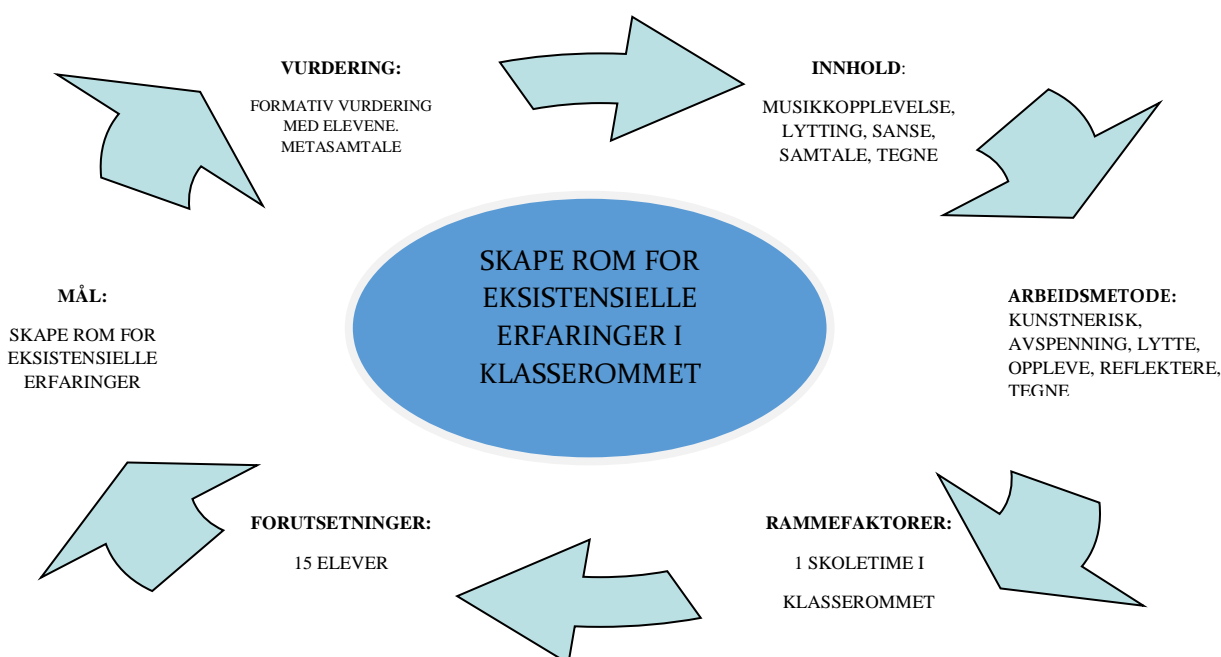 VURDERING:
FORMATIV VURDERING
MED ELEVENE.
METASAMTALE
INNHOLD:
MUSIKKOPPLEVELSE,
LYTTING, SANSE,
SAMTALE, TEGNE
SKAPE ROM FOR
EKSISTENSIELLE
ERFARINGER I
KLASSEROMMET
MÅL:
SKAPE ROM FOR
EKSISTENSIELLE
ERFARINGER
ARBEIDSMETODE:
KUNSTNERISK,
AVSPENNING, LYTTE,
OPPLEVE, REFLEKTERE,
TEGNE
FORUTSETNINGER:
15 ELEVER
RAMMEFAKTORER:
1 SKOLETIME I
KLASSEROMMET